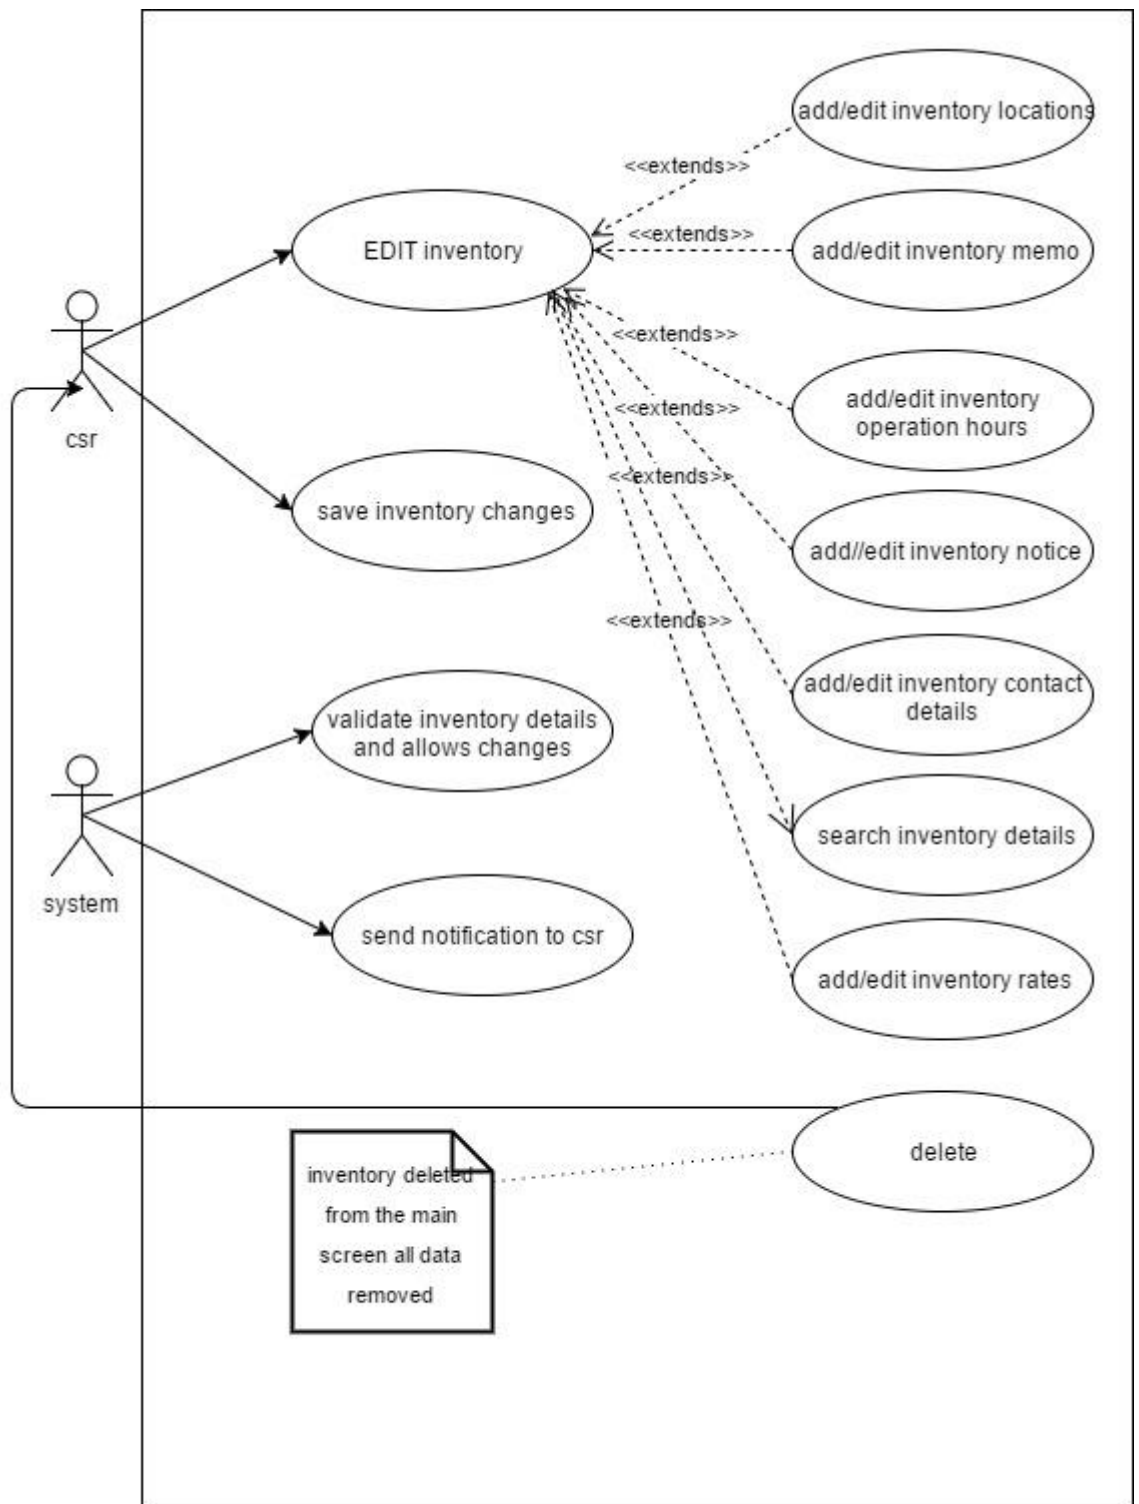 add/edit inventory locations
<<extends>>
<<extends>>
EDIT inventory
add/edit inventory memo
<<extends>>
add/edit inventory
operation hours
<<extends>>
csr
<<extends>>
save inventory changes
add//edit inventory notice
<<extends>>
add/edit inventory contact
details
validate inventory details
and allows changes
search inventory details
system
send notification to csr
add/edit inventory rates
delete
inventory deleted
from the main
screen all data
removed